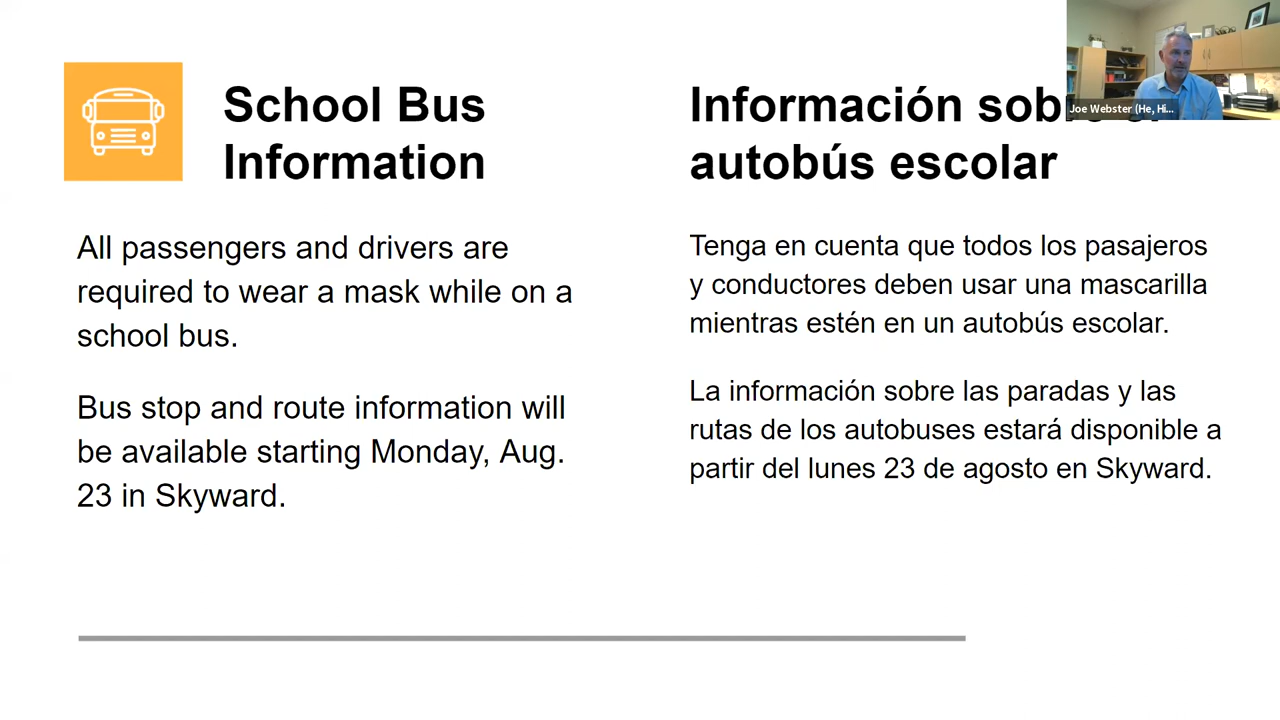 School Bus
Information
All passengers and drivers are
required to wear a mask while on a
school bus.
Bus stop and route information will
be available starting Monday, Aug.
23 in Skyward.
Información
autobús escolar
Tenga en cuenta que todos los pasajeros
y conductores deben usar una mascarilla
mientras estén en un autobús escolar.
La información sobre las paradas y las
rutas de los autobuses estará disponible a
partir del lunes 23 de agosto en Skyward.
Joe Webster (He, Hi...